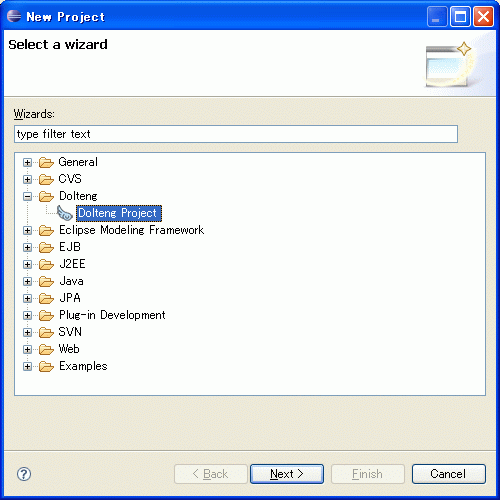 New Project
Select a wizard
Wizards:
type filter text
General
CVS
Dolteng
Dolteng Project
Eclipse Modeling Framework
EJB
J2EE
Java
JPA
Plug-in Development
SVN
Web
Examples
< Back
Next >
Finish
Cancel